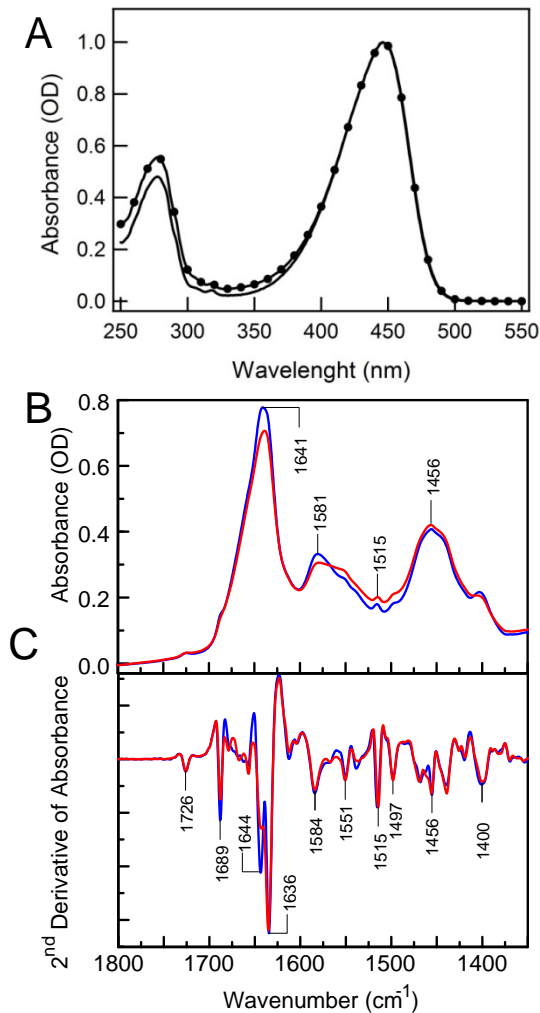 A
Absorbance (OD)
1.0
0.8
0.6
0.4
0.2
0.0
250 300 350 400 450 500 550
Wavelenght (nm)
B
Absorbance (OD)
0.8
0.6
0.4
0.2
0.0
1641
1581
1515
1456
C
2nd Derivative of Absorbance
1726
1689
1644
1636
1584
1551
1515
1497
1456
1400
1800 1700 1600 1500 1400
Wavenumber (cm-1)